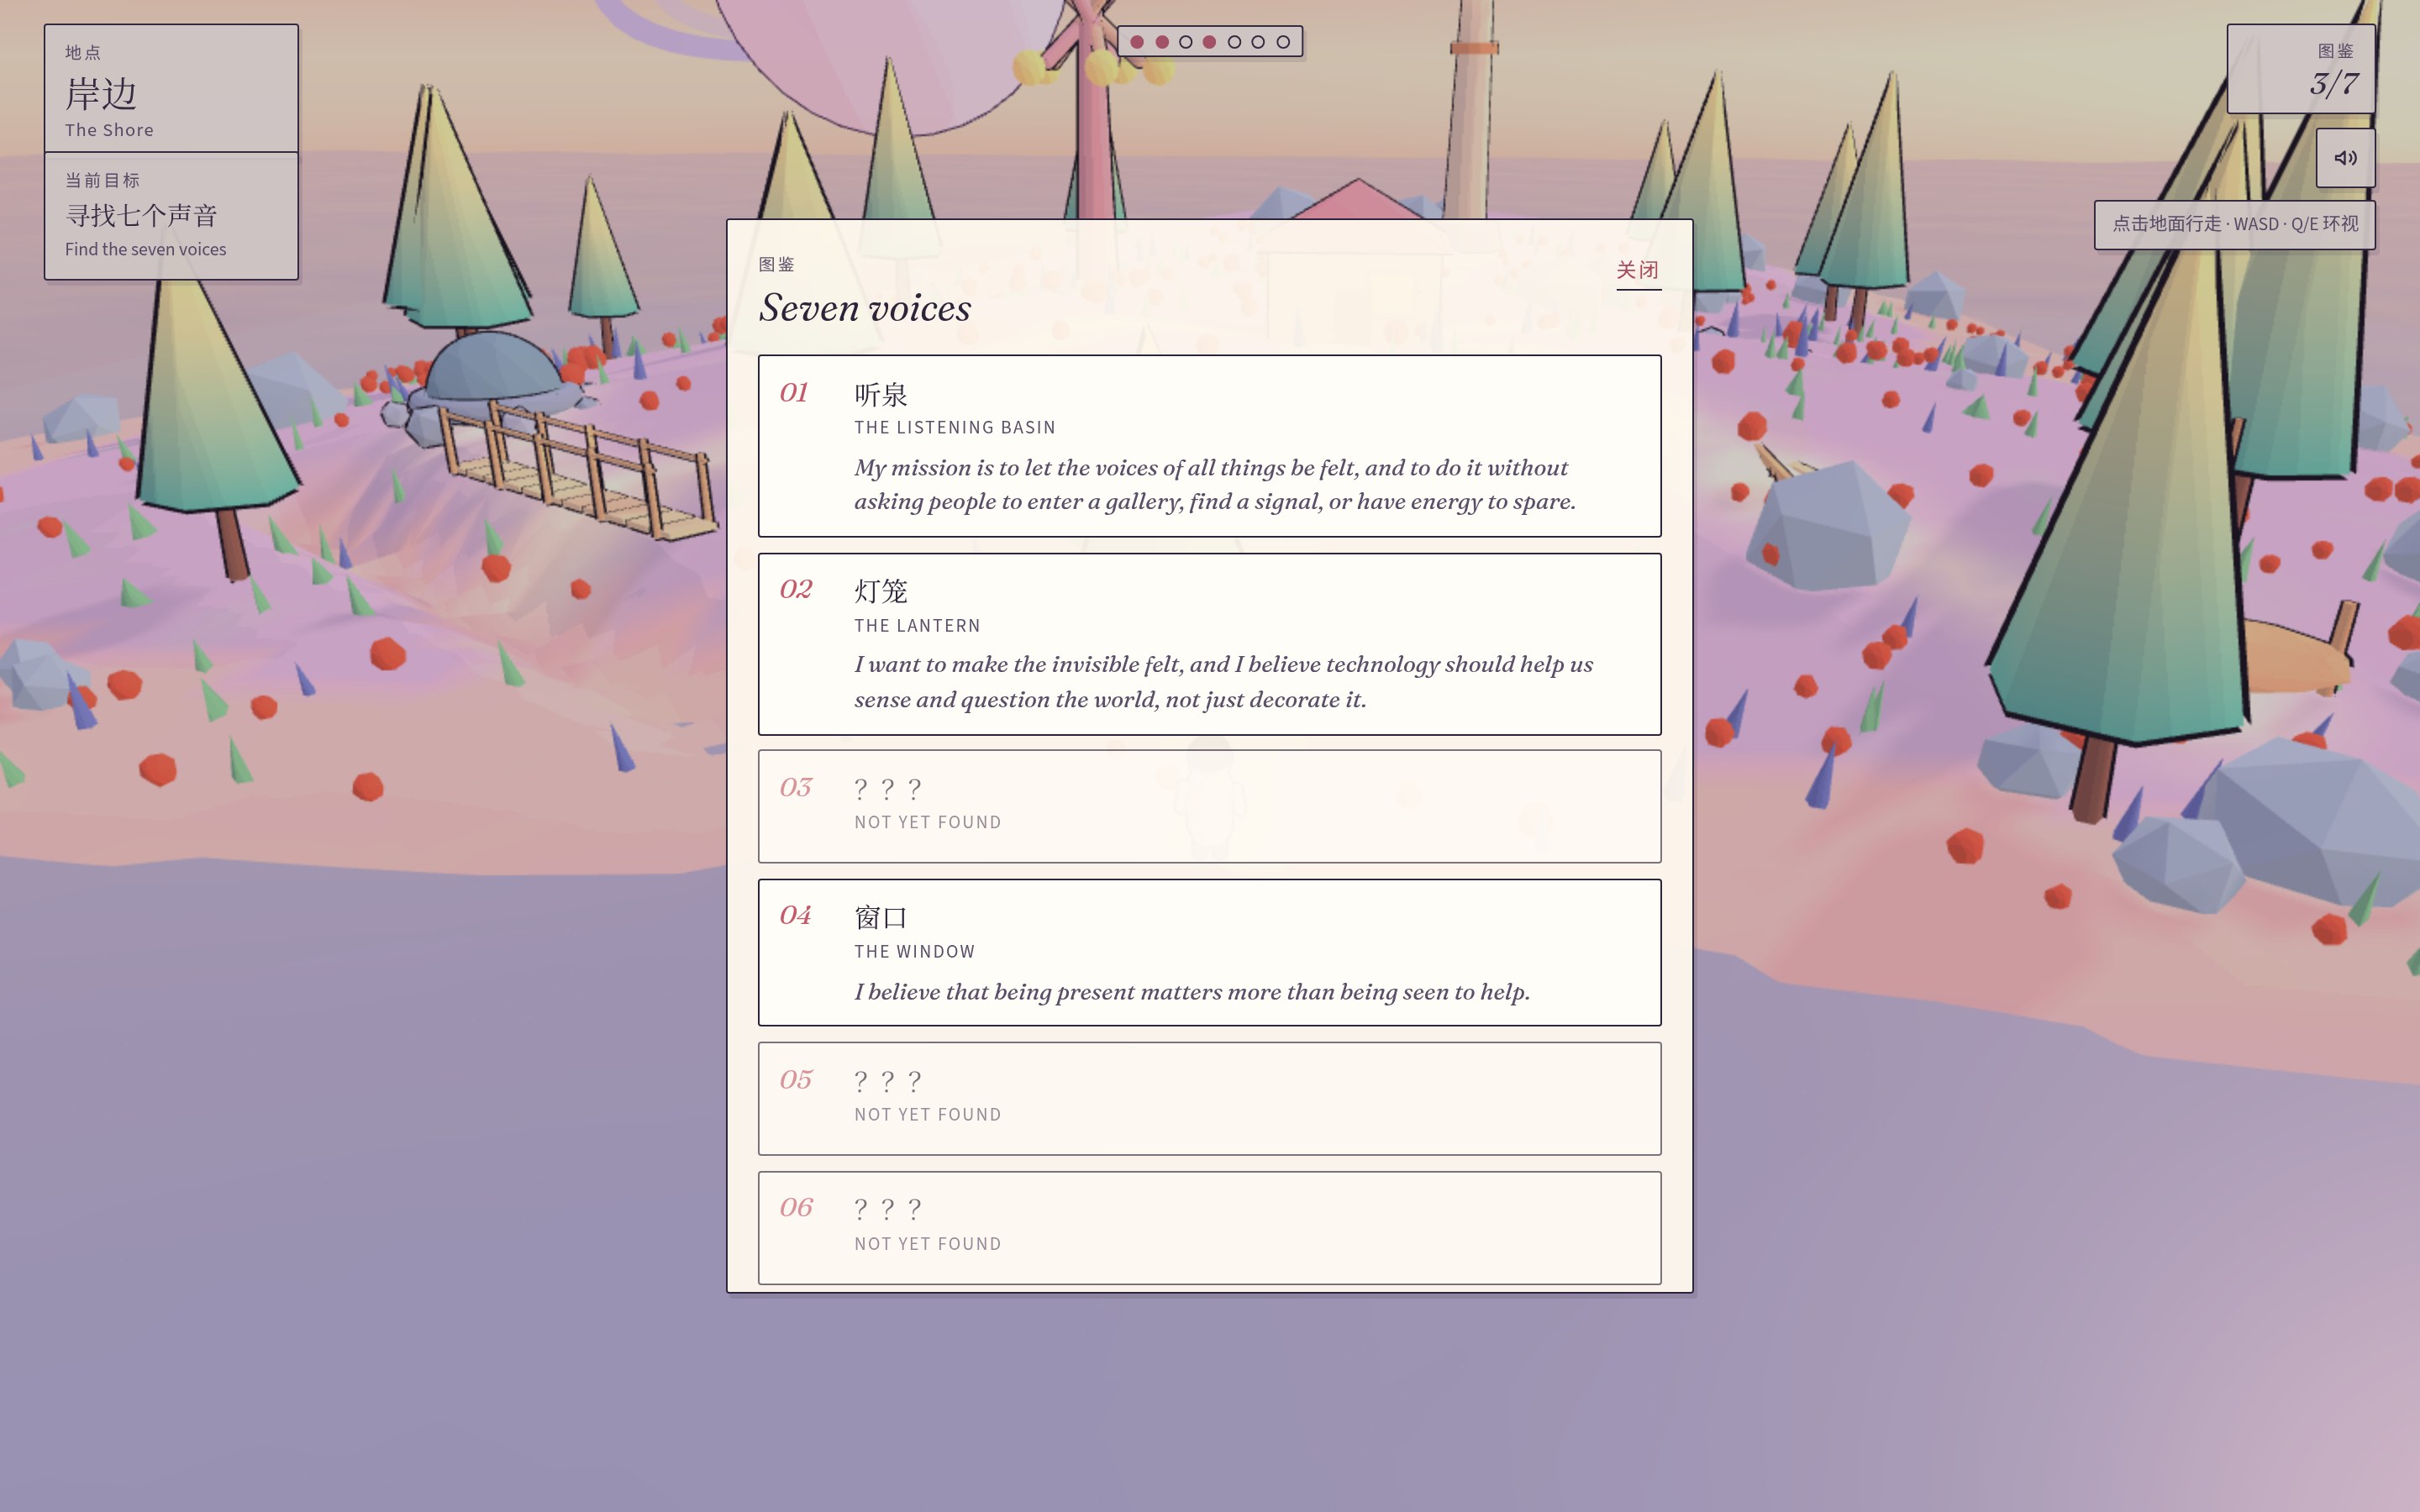 地点
岸边
The Shore
当前目标
寻找七个声音
Find the seven voices
图鉴
3/7
点击地面行走 · WASD · Q/E 环视
图鉴
Seven voices
关闭
01
听泉
THE LISTENING BASIN
My mission is to let the voices of all things be felt, and to do it without
asking people to enter a gallery, find a signal, or have energy to spare.
02
灯笼
THE LANTERN
I want to make the invisible felt, and I believe technology should help us
sense and question the world, not just decorate it.
03
？？？
NOT YET FOUND
04
窗口
THE WINDOW
I believe that being present matters more than being seen to help.
05
？？？
NOT YET FOUND
06
？？？
NOT YET FOUND